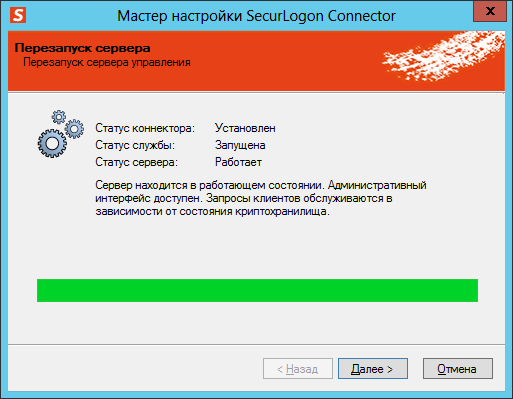 S
Мастер настройки SecurLogon Connector
X
Перезапуск сервера
Перезапуск сервера управления
Статус коннектора: Установлен
Статус службы: Запущена
Статус сервера: Работает
Сервер находится в работающем состоянии. Административный
интерфейс доступен. Запросы клиентов обслуживаются в
зависимости от состояния криптохранилища.
< Назад
Далее >
Отмена